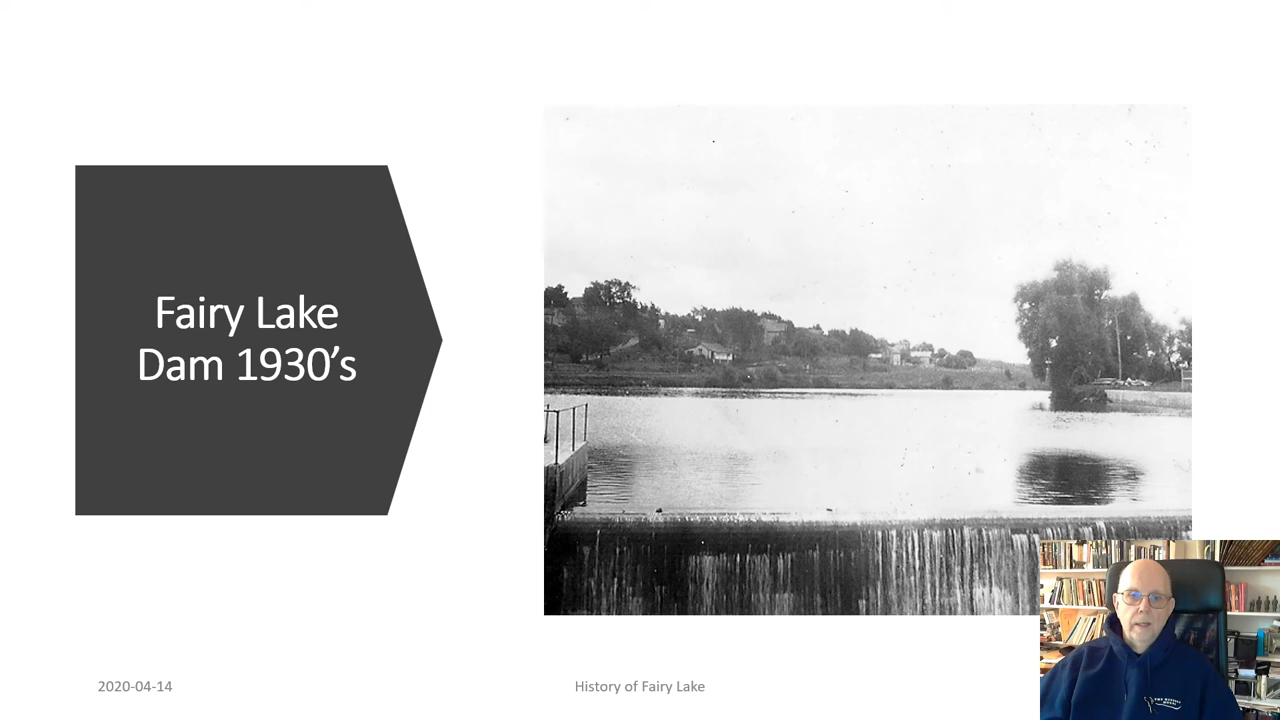 Fairy Lake
Dam 1930’s
2020-04-14
History of Fairy Lake